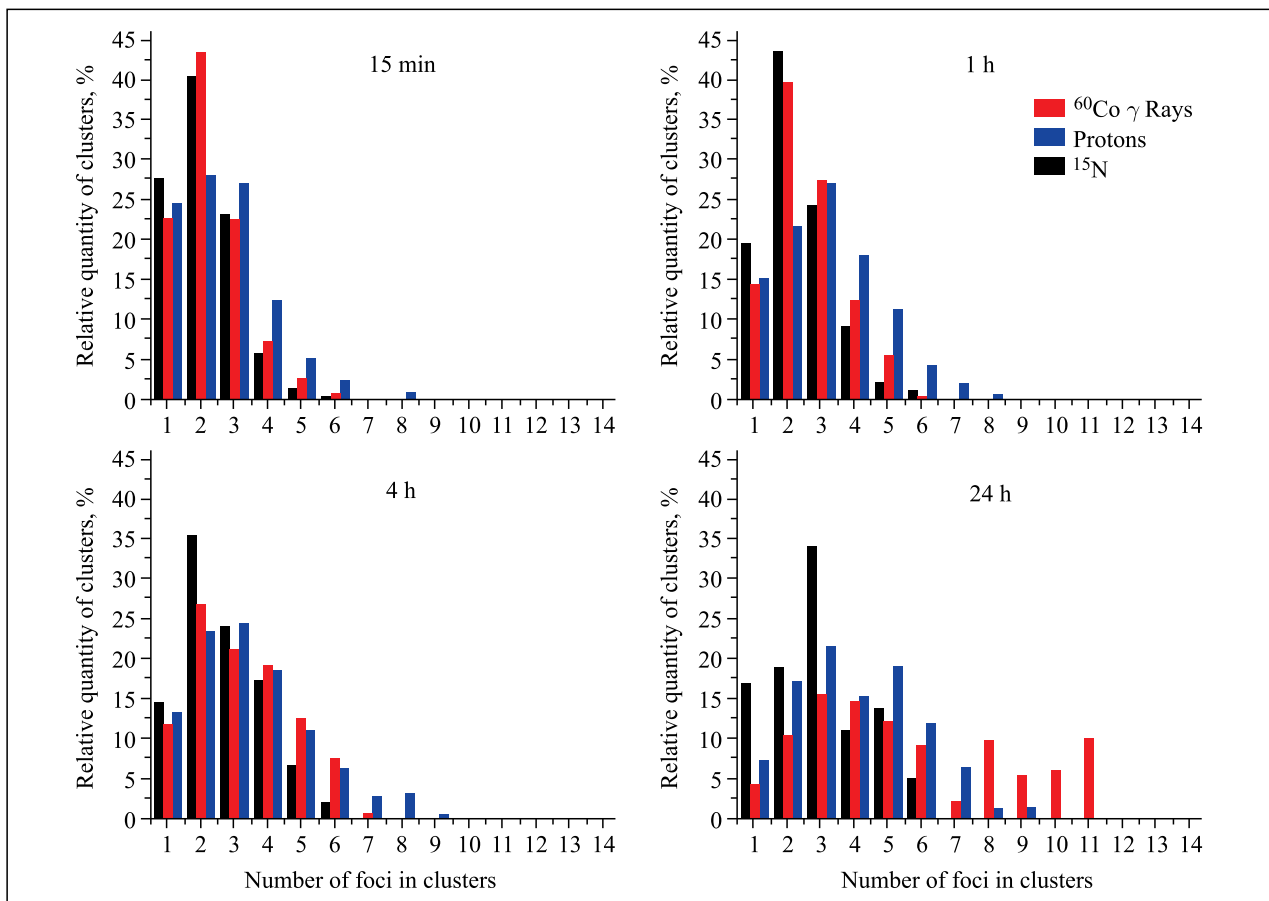 15 min
Relative quantity of clusters, %
45
40
35
30
25
20
15
10
5
0
1 2 3 4 5 6 7 8 9 10 11 12 13 14
1 h
Relative quantity of clusters, %
45
40
35
30
25
20
15
10
5
0
1 2 3 4 5 6 7 8 9 10 11 12 13 14
⁶⁰Co γ Rays
Protons
¹⁵N
4 h
Relative quantity of clusters, %
45
40
35
30
25
20
15
10
5
0
1 2 3 4 5 6 7 8 9 10 11 12 13 14
Number of foci in clusters
24 h
Relative quantity of clusters, %
45
40
35
30
25
20
15
10
5
0
1 2 3 4 5 6 7 8 9 10 11 12 13 14
Number of foci in clusters